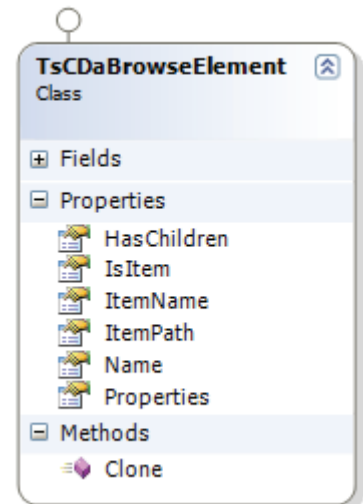 TsCDaBrowseElement
Class
Fields
Properties
HasChildren
IsItem
ItemName
ItemPath
Name
Properties
Methods
Clone